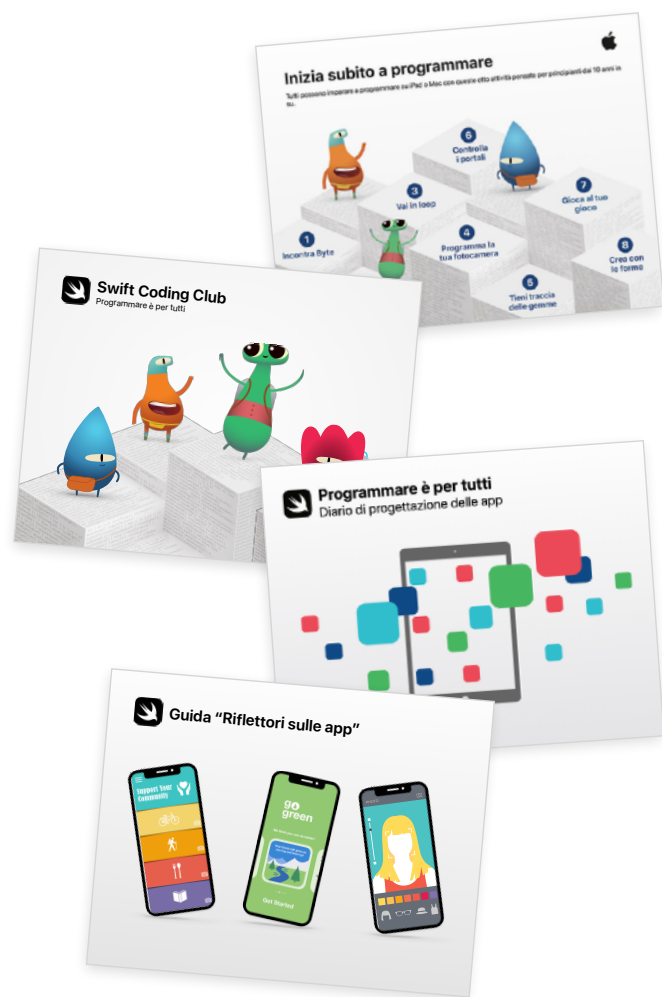 Inizia subito a programmare
Tutti possono imparare a programmare su iPad o Mac con queste otto attività pensate per principianti dai 10 anni in
su.
6
Controlla
i portali
3
Vai in loop
7
Gioca al tuo
gioco
1
Incontra Byte
4
Programma la
tua fotocamera
8
Crea con
le forme
5
Tieni traccia
delle gemme
Swift Coding Club
Programmare è per tutti
Programmare è per tutti
Diario di progettazione delle app
Guida “Riflettori sulle app”
Support Your
Community
go
green
Get Started